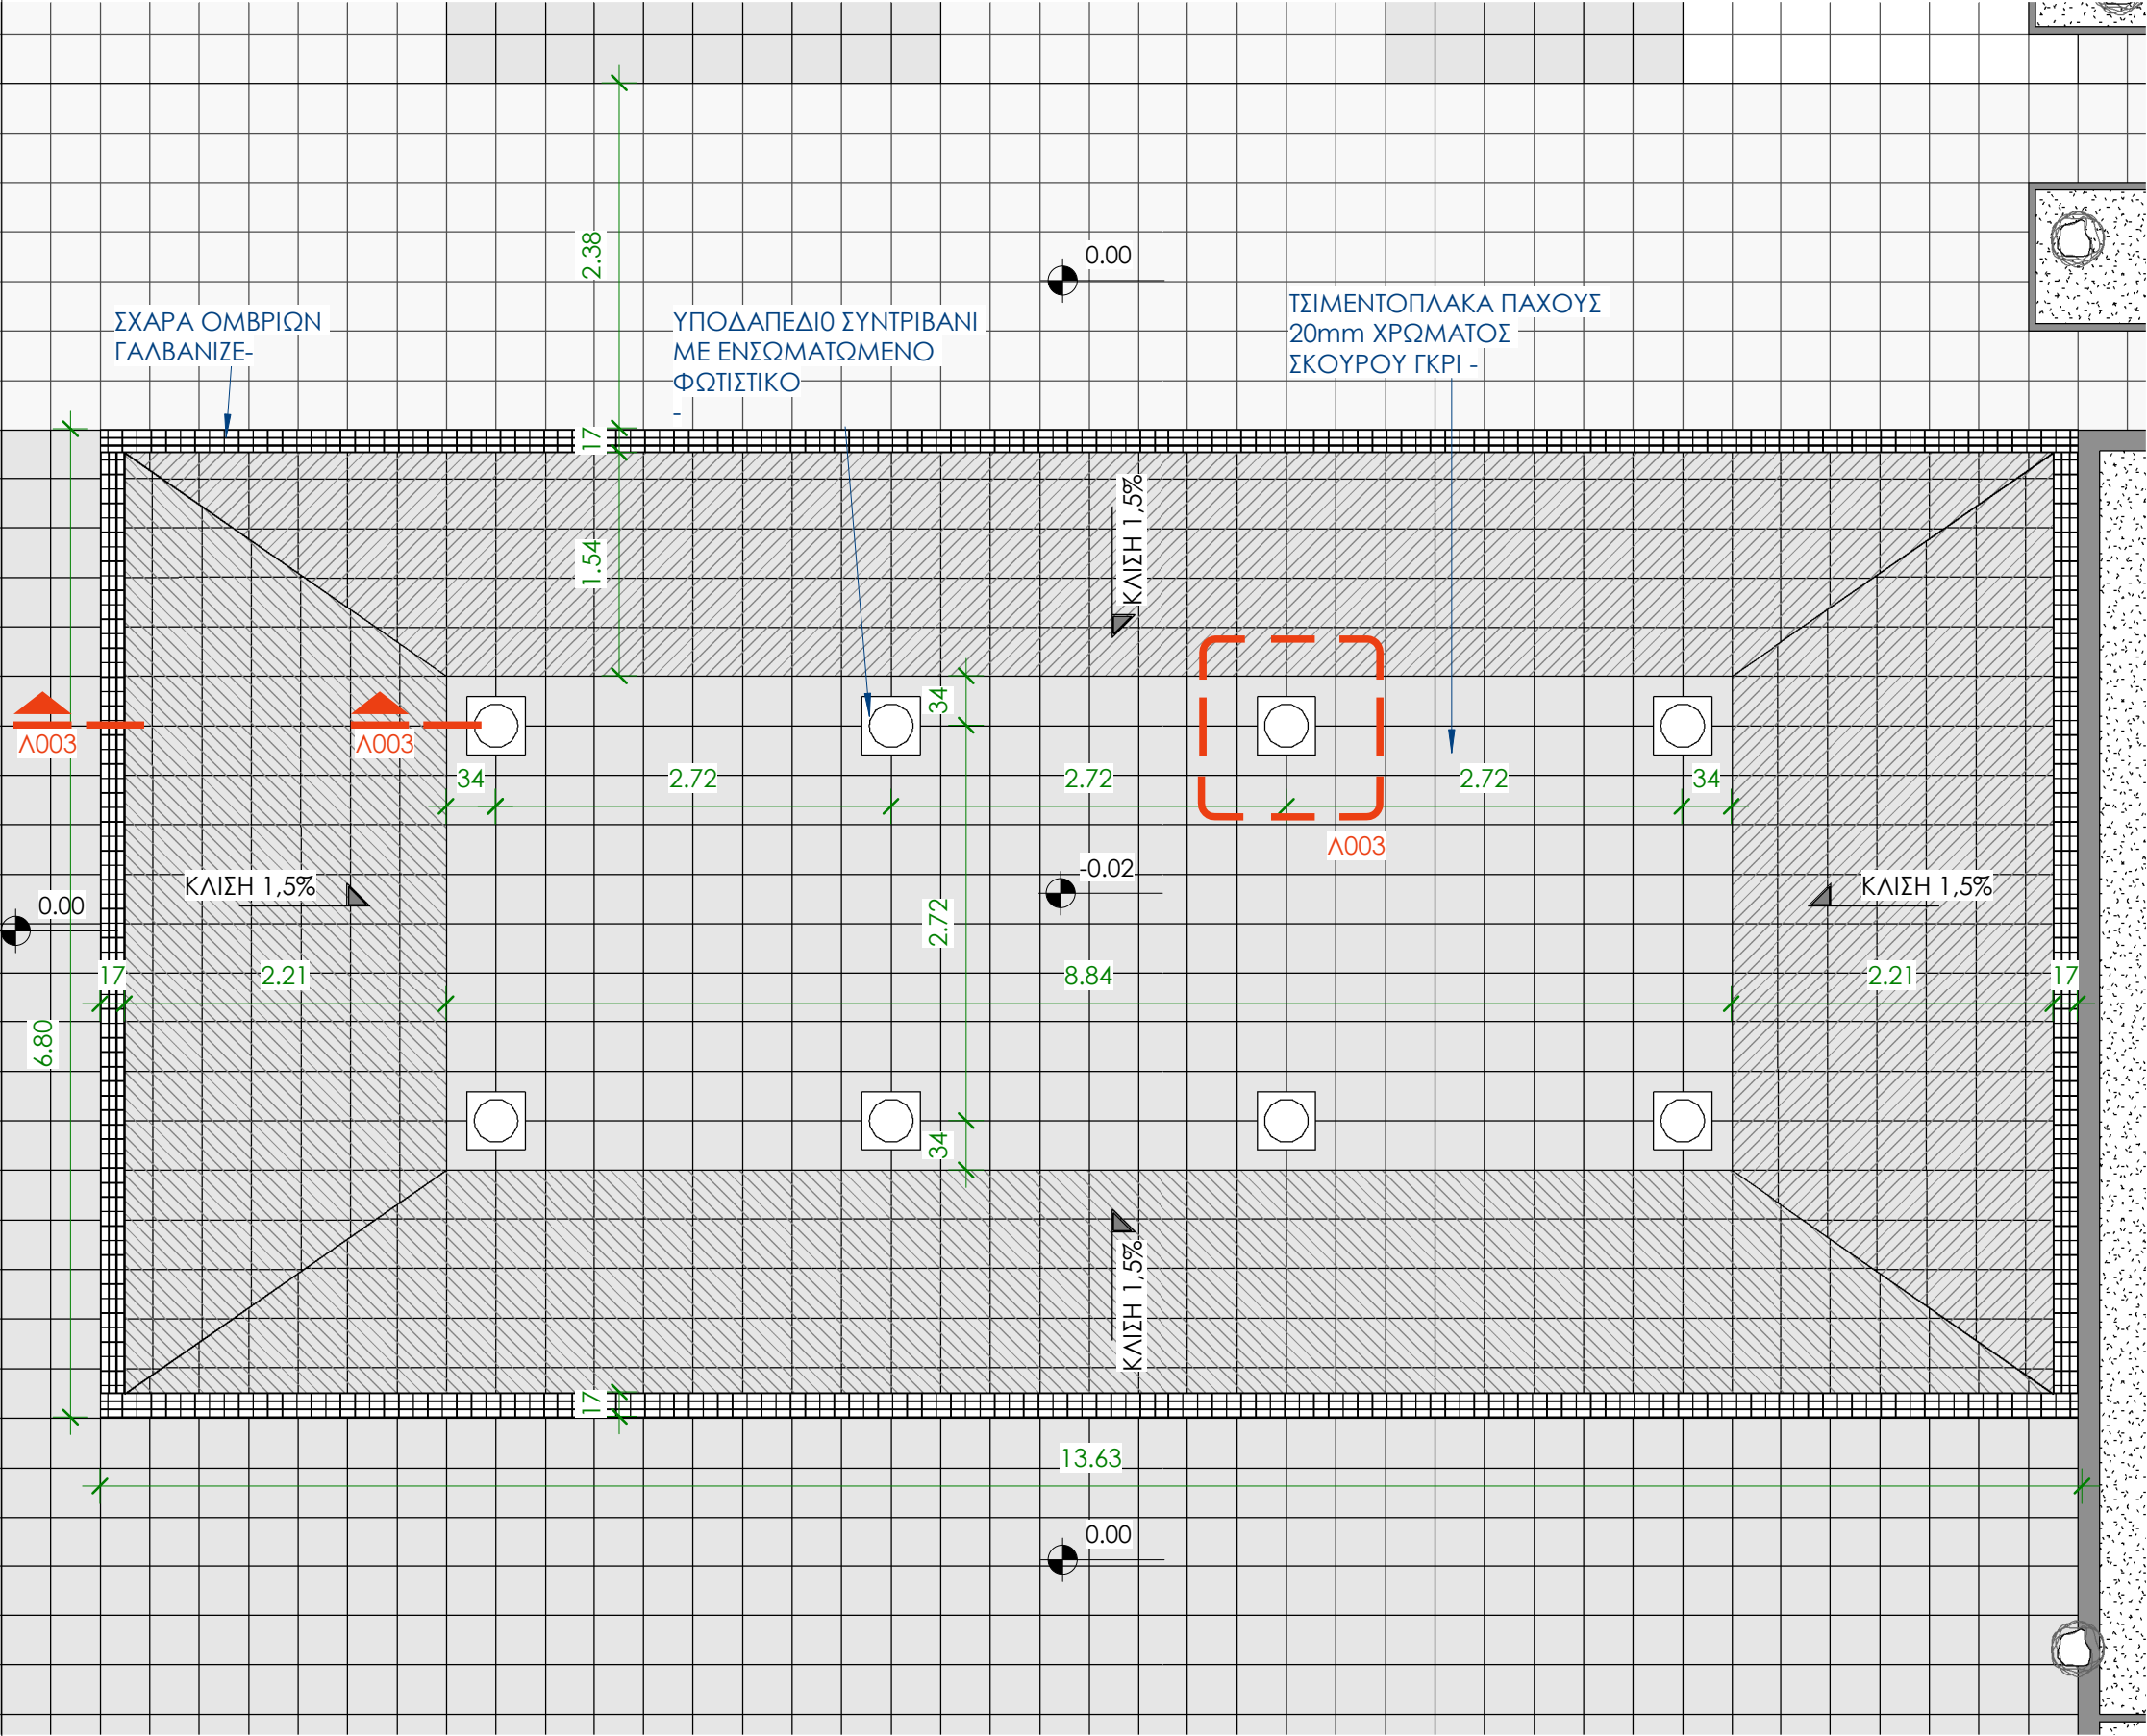 2.38
0.00
ΣΧΑΡΑ ΟΜΒΡΙΩΝ
ΓΑΛΒΑΝΙΖΕ-
ΥΠΟΔΑΠΕΔΙ0 ΣΥΝΤΡΙΒΑΝΙ
ΜΕ ΕΝΣΩΜΑΤΩΜΕΝΟ
ΦΩΤΙΣΤΙΚΟ
-
ΤΣΙΜΕΝΤΟΠΛΑΚΑ ΠΑΧΟΥΣ
20mm ΧΡΩΜΑΤΟΣ
ΣΚΟΥΡΟΥ ΓΚΡΙ -
17
1.54
ΚΛΙΣΗ 1,5%
34
Λ003
Λ003
34
2.72
2.72
2.72
34
Λ003
-0.02
ΚΛΙΣΗ 1,5%
ΚΛΙΣΗ 1,5%
0.00
2.72
17
2.21
8.84
2.21
17
6.80
34
ΚΛΙΣΗ 1,5%
17
13.63
0.00